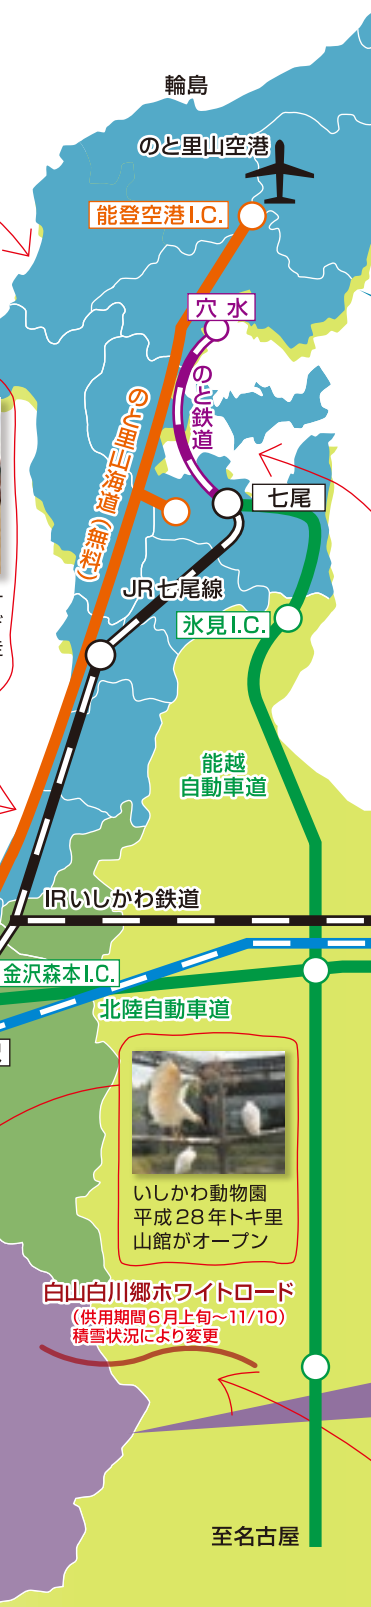 輪島
のと里山空港
能登空港I.C.
穴水
のと鉄道
のと里山海道（無料）
七尾
JR七尾線
氷見I.C.
能越
自動車道
IRいしかわ鉄道
金沢森本I.C.
北陸自動車道
いしかわ動物園
平成28年トキ里
山館がオープン
白山白川郷ホワイトロード
（供用期間6月上旬～11/10）
積雪状況により変更
至名古屋